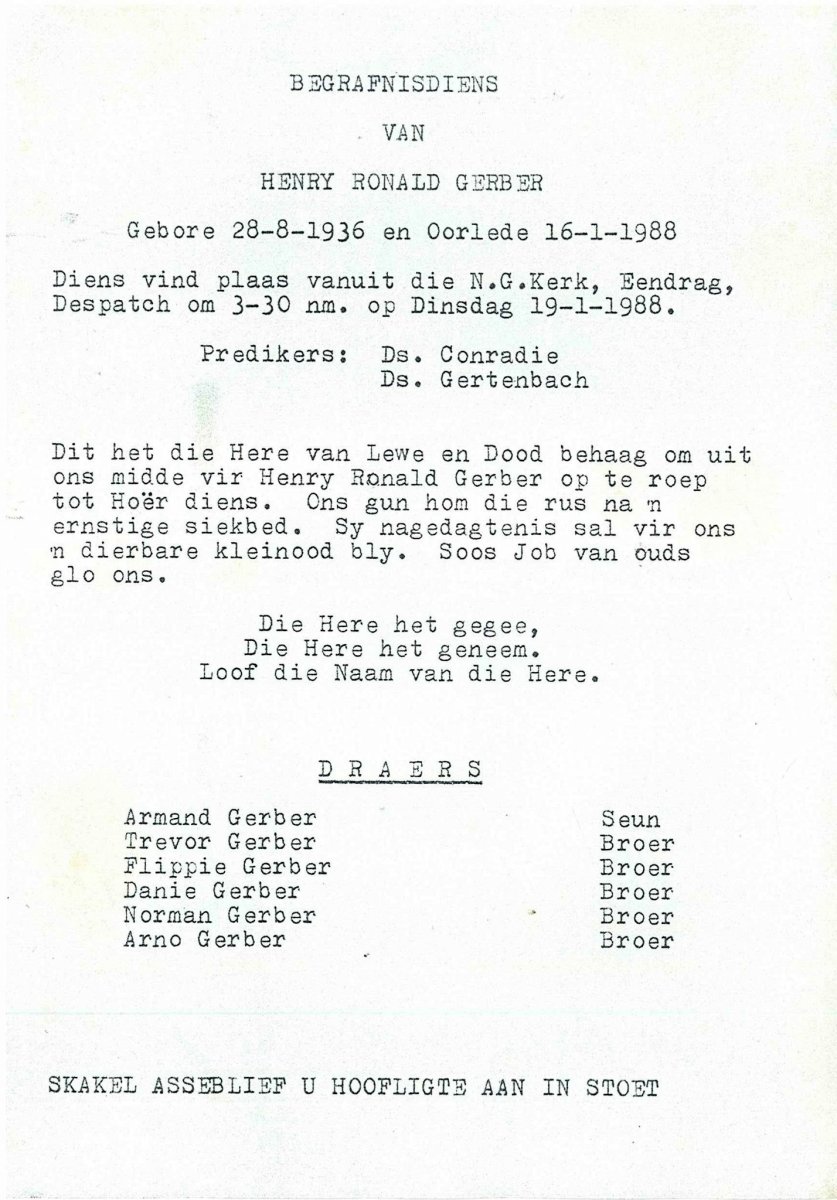 BEGRAFNISDIENS
VAN
HENRY RONALD GERBER
Gebore 28-8-1936 en Oorlede 16-1-1988
Diens vind plaas vanuit die N.G.Kerk, Eendrag,
Despatch om 3-30 nm. op Dinsdag 19-1-1988.
Predikers: Ds. Conradie
Ds. Gertenbach
Dit het die Here van Lewe en Dood behaag om uit
ons midde vir Henry Ronald Gerber op te roep
tot Hoër diens. Ons gun hom die rus na 'n
ernstige siekbed. Sy nagedagtenis sal vir ons
'n dierbare kleinood bly. Soos Job van ouds
glo ons.
Die Here het gegee,
Die Here het geneem.
Loof die Naam van die Here.
D R A E R S
Armand Gerber Seun
Trevor Gerber Broer
Flippie Gerber Broer
Danie Gerber Broer
Norman Gerber Broer
Arno Gerber Broer
SKAKEL ASSEBLIEF U HOOFLIGTE AAN IN STOET